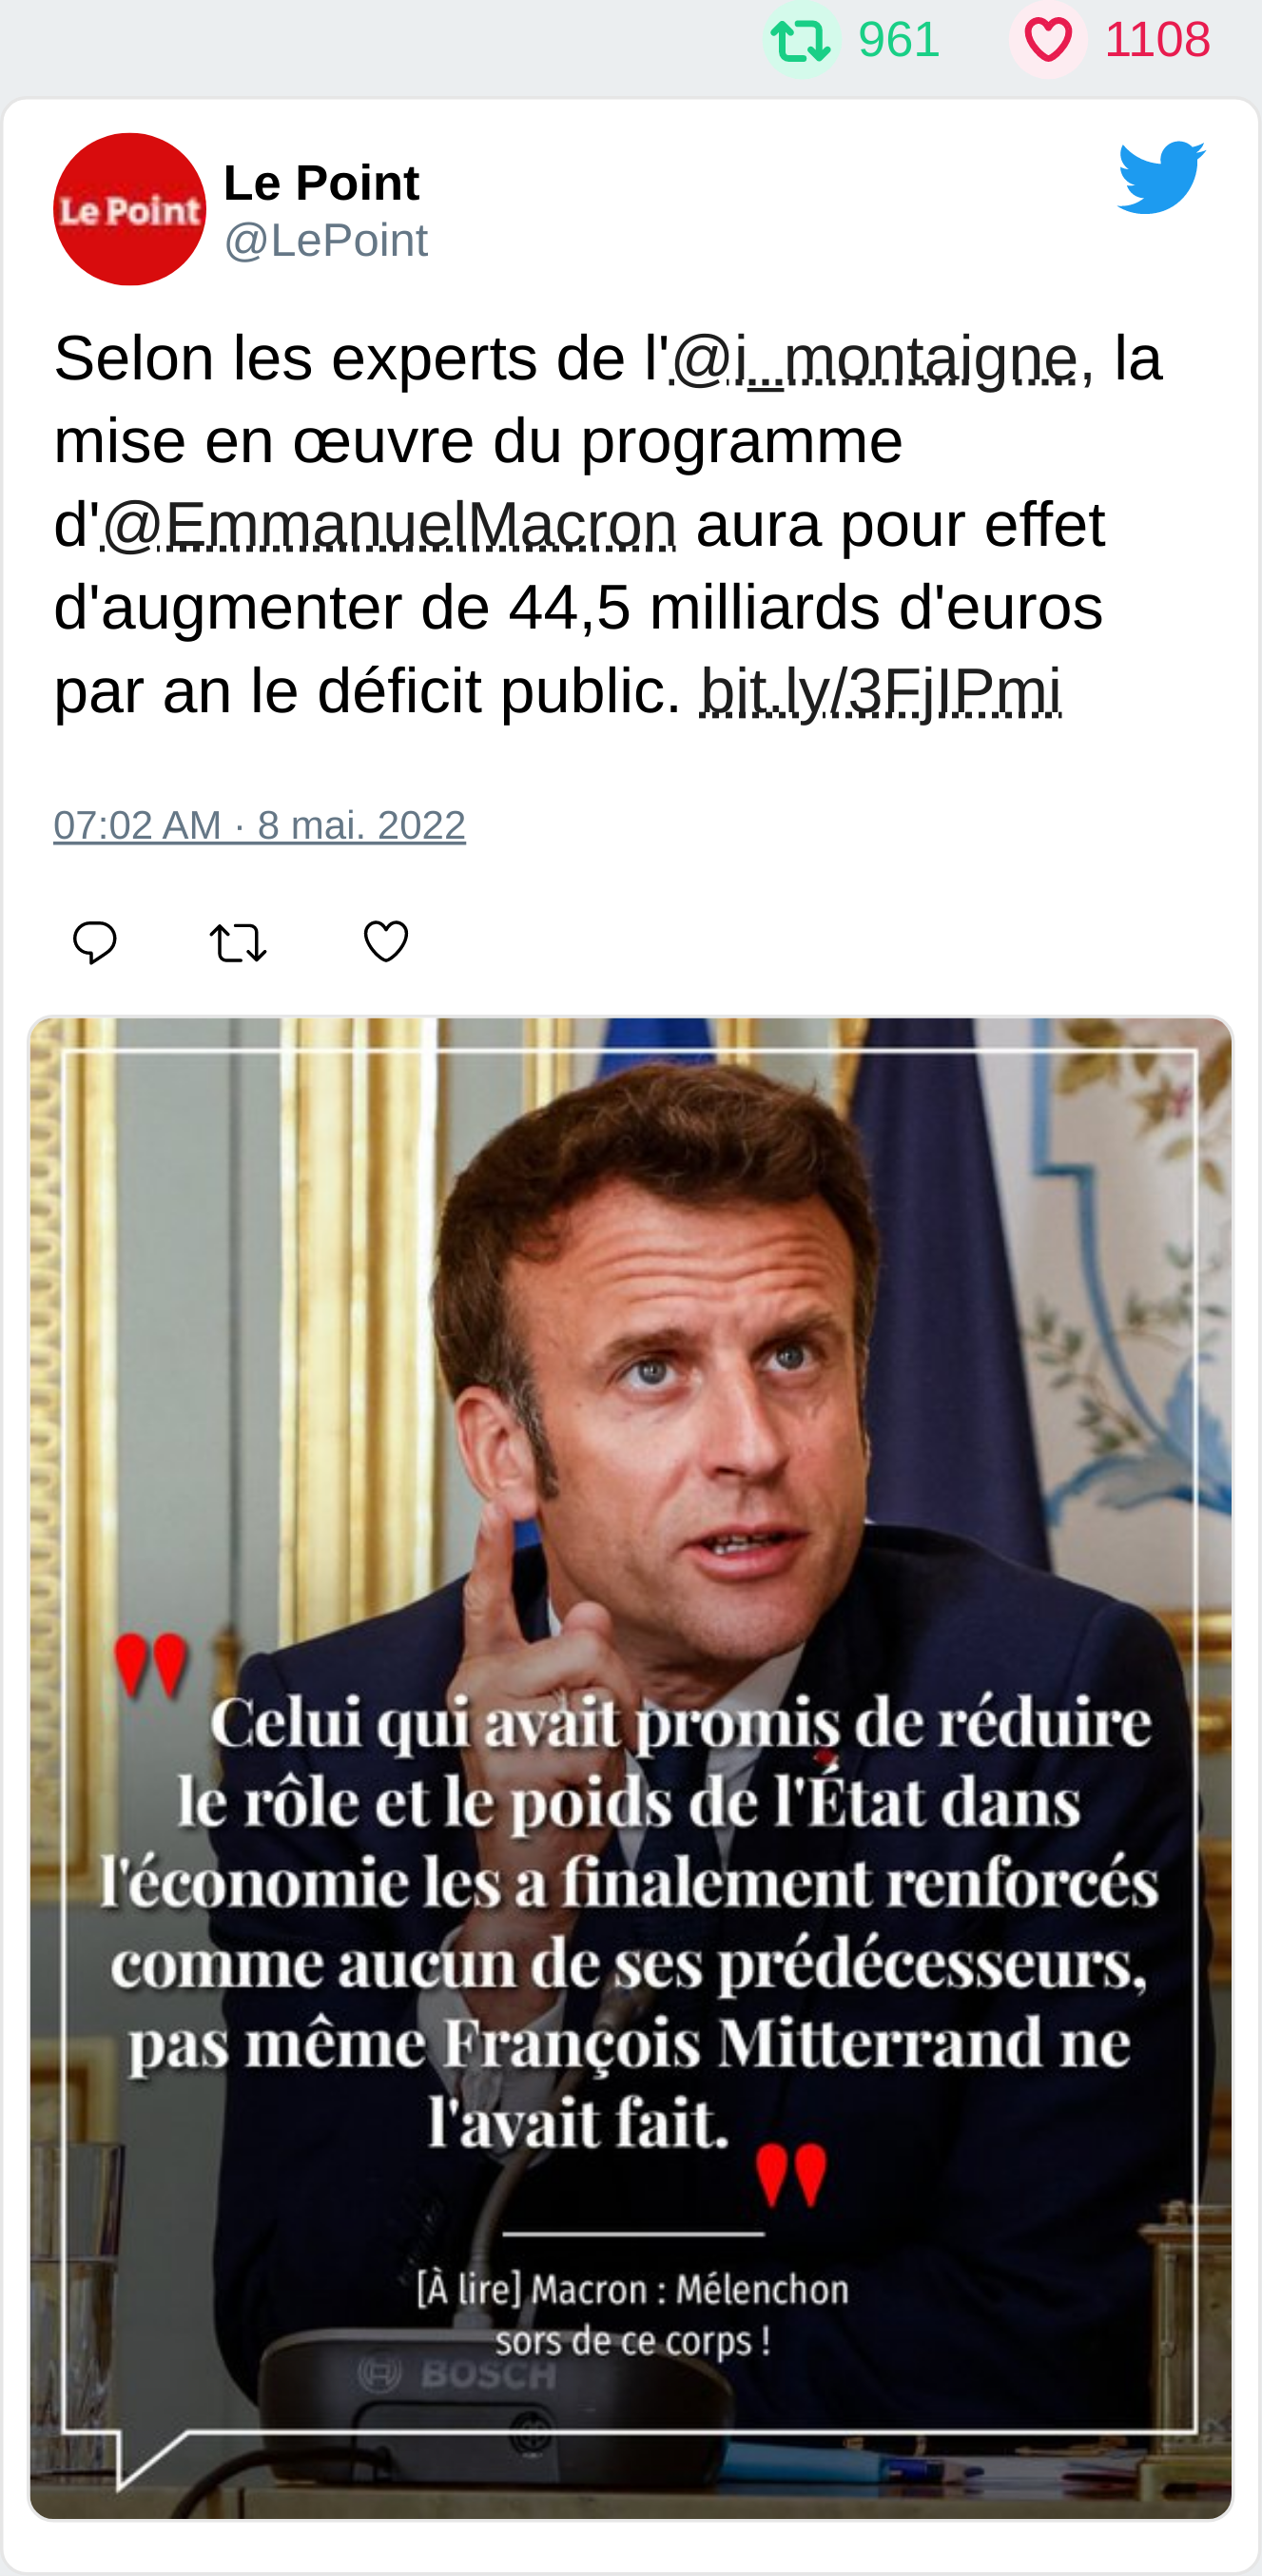 961 1108
Le Point
Le Point
@LePoint
Selon les experts de l'@i_montaigne, la
mise en œuvre du programme
d'@EmmanuelMacron aura pour effet
d'augmenter de 44,5 milliards d'euros
par an le déficit public. bit.ly/3FjIPmi
07:02 AM · 8 mai. 2022
" Celui qui avait promis de réduire
le rôle et le poids de l'État dans
l'économie les a finalement renforcés
comme aucun de ses prédécesseurs,
pas même François Mitterrand ne
l'avait fait. "
[À lire] Macron : Mélenchon
sors de ce corps !
BOSCH